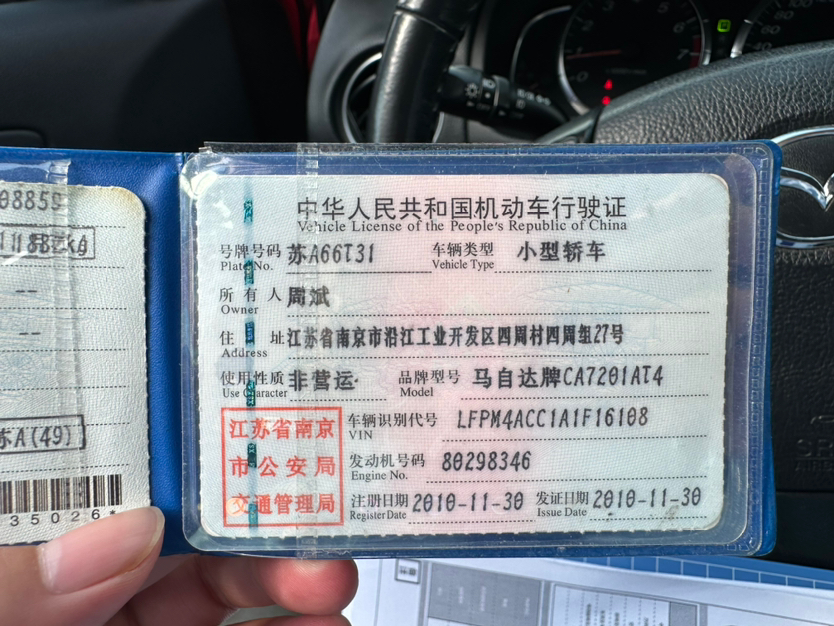 中华人民共和国机动车行驶证
Vehicle License of the People's Republic of China
号牌号码 苏A66T31 车辆类型 小型轿车
Plate No. Vehicle Type
所有人 周斌
Owner
住址 江苏省南京市沿江工业开发区四周村四周组27号
Address
使用性质 非营运 品牌型号 马自达牌CA7201AT4
Use Character Model
江苏省南京
市公安局
交通管理局
车辆识别代号 LFPM4ACC1A1F16108
VIN
发动机号码 80298346
Engine No.
注册日期 2010-11-30 发证日期 2010-11-30
Register Date Issue Date
08859
苏A(49)
35026*